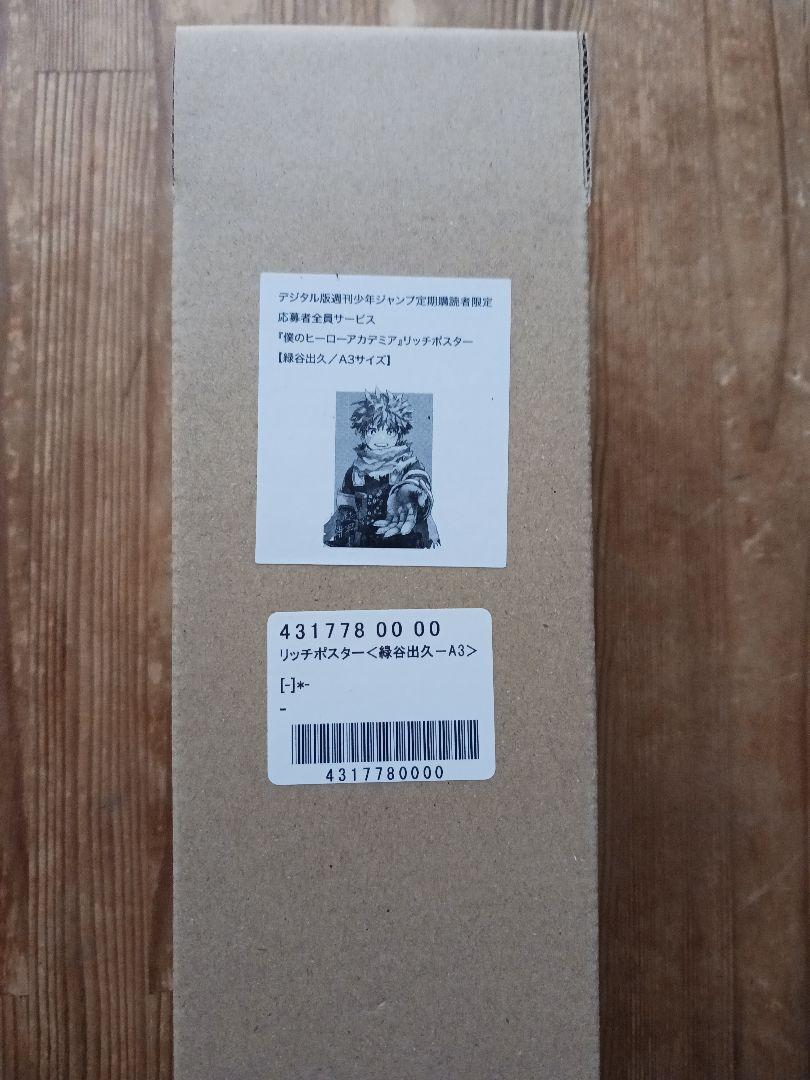 デジタル版週刊少年ジャンプ定期購読者限定
応募者全員サービス
『僕のヒーローアカデミア』リッチポスター
【緑谷出久／A3サイズ】
431778 00 00
リッチポスター＜緑谷出久－A3＞
[-]*-
-
4317780000